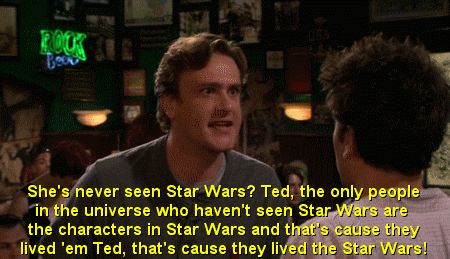 ROCK
Beer
She's never seen Star Wars? Ted, the only people
in the universe who haven't seen Star Wars are
the characters in Star Wars and that's cause they
lived 'em Ted, that's cause they lived the Star Wars!